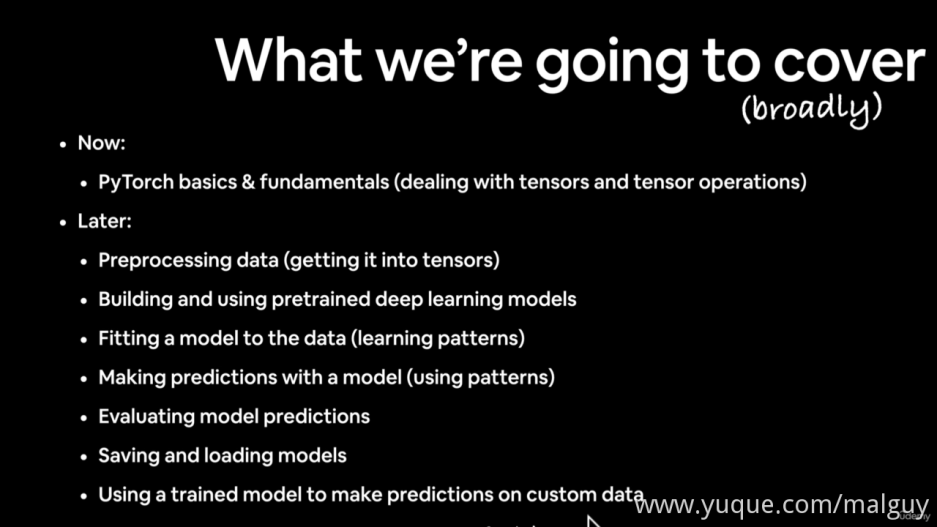 What we're going to cover
(broadly)
• Now:
• PyTorch basics & fundamentals (dealing with tensors and tensor operations)
• Later:
• Preprocessing data (getting it into tensors)
• Building and using pretrained deep learning models
• Fitting a model to the data (learning patterns)
• Making predictions with a model (using patterns)
• Evaluating model predictions
• Saving and loading models
• Using a trained model to make predictions on custom data
www.yuque.com/malguy
Udemy